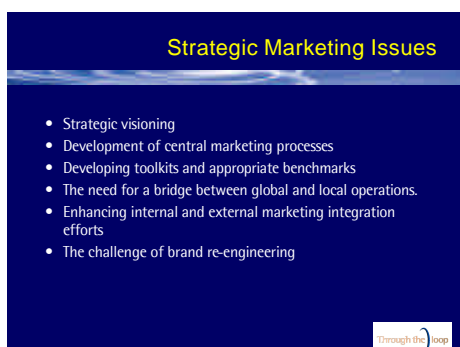 Strategic Marketing Issues
• Strategic visioning
• Development of central marketing processes
• Developing toolkits and appropriate benchmarks
• The need for a bridge between global and local operations.
• Enhancing internal and external marketing integration
efforts
• The challenge of brand re-engineering
Through the loop